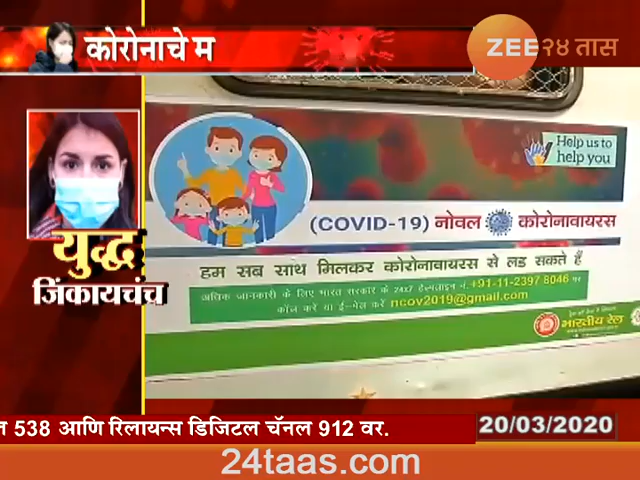 कोरोनाचे म
ZEE २४ तास
Help us to
help you
(COVID-19) नोवल कोरोनावायरस
हम सब साथ मिलकर कोरोनावायरस से लड़ सकते हैं
अधिक जानकारी के लिए भारत सरकार के 24x7 हेल्पलाइन नं. +91-11-2397 8046 पर
कॉल करें या ई-मेल करें ncov2019@gmail.com
भारतीय रेल
युद्ध
जिंकायचंच
538 आणि रिलायन्स डिजिटल चॅनल 912 वर.
20/03/2020
24taas.com